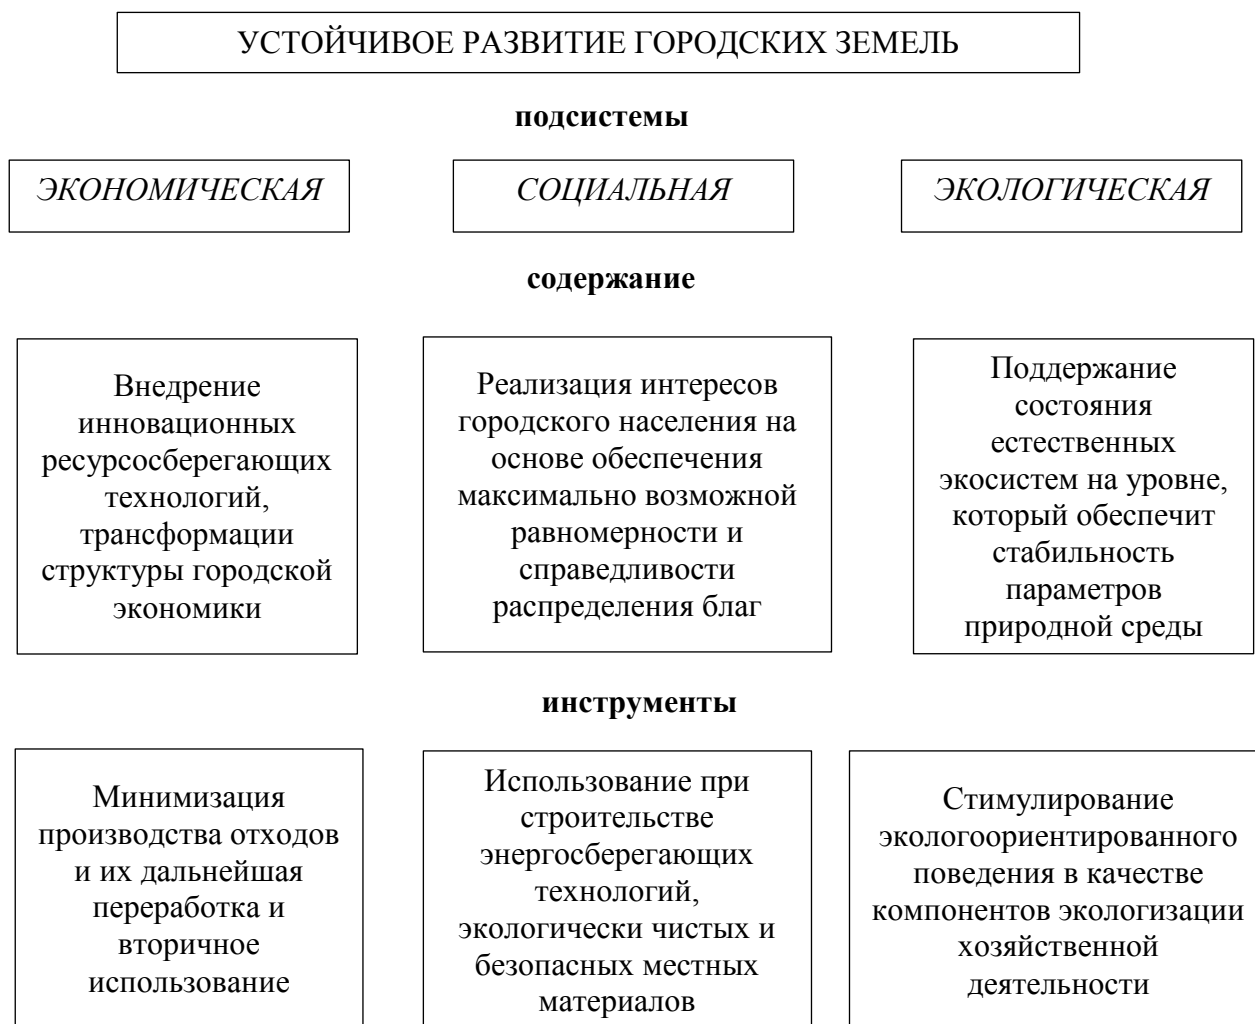 УСТОЙЧИВОЕ РАЗВИТИЕ ГОРОДСКИХ ЗЕМЕЛЬ
подсистемы
ЭКОНОМИЧЕСКАЯ
СОЦИАЛЬНАЯ
ЭКОЛОГИЧЕСКАЯ
содержание
Внедрение
инновационных
ресурсосберегающих
технологий,
трансформации
структуры городской
экономики
Реализация интересов
городского населения на
основе обеспечения
максимально возможной
равномерности и
справедливости
распределения благ
Поддержание
состояния
естественных
экосистем на уровне,
который обеспечит
стабильность
параметров
природной среды
инструменты
Минимизация
производства отходов
и их дальнейшая
переработка и
вторичное
использование
Использование при
строительстве
энергосберегающих
технологий,
экологически чистых и
безопасных местных
материалов
Стимулирование
экологоориентированного
поведения в качестве
компонентов экологизации
хозяйственной
деятельности